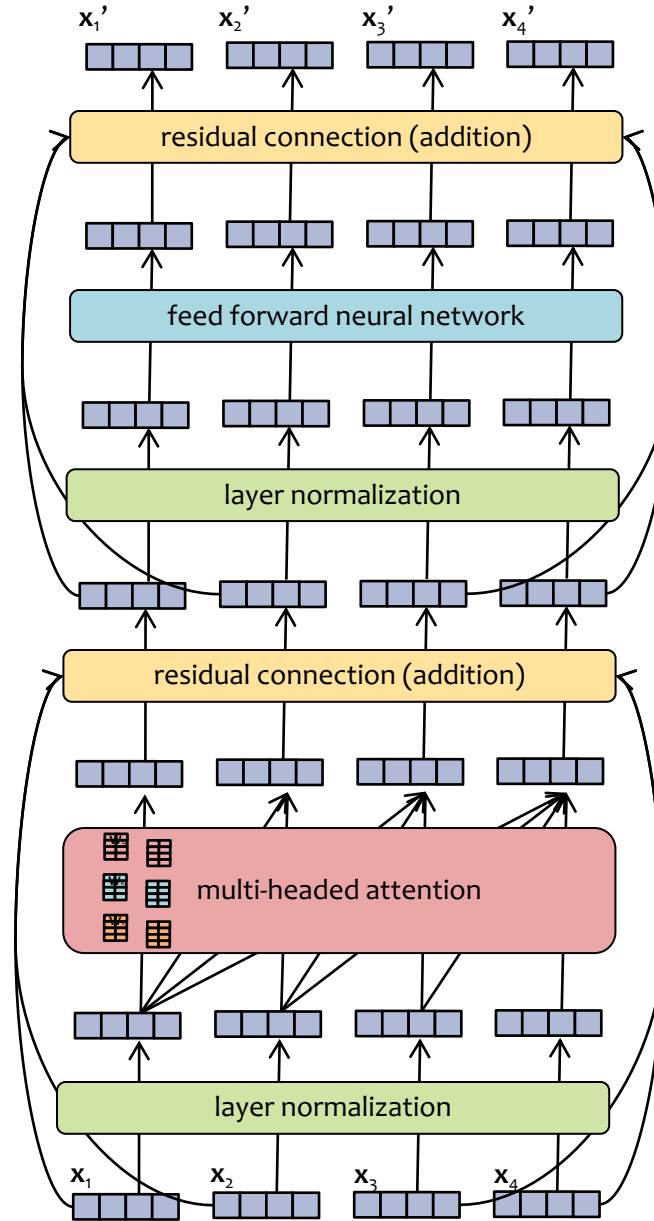 x₁’ x₂’ x₃’ x₄’
residual connection (addition)
feed forward neural network
layer normalization
residual connection (addition)
multi-headed attention
layer normalization
x₁ x₂ x₃ x₄